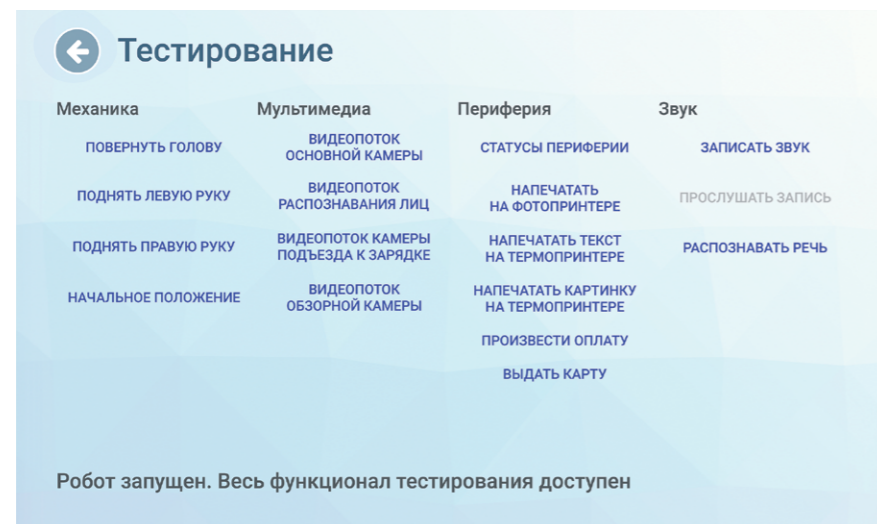 Тестирование
Механика
ПОВЕРНУТЬ ГОЛОВУ
ПОДНЯТЬ ЛЕВУЮ РУКУ
ПОДНЯТЬ ПРАВУЮ РУКУ
НАЧАЛЬНОЕ ПОЛОЖЕНИЕ
Мультимедиа
ВИДЕОПОТОК
ОСНОВНОЙ КАМЕРЫ
ВИДЕОПОТОК
РАСПОЗНАВАНИЯ ЛИЦ
ВИДЕОПОТОК КАМЕРЫ
ПОДЪЕЗДА К ЗАРЯДКЕ
ВИДЕОПОТОК
ОБЗОРНОЙ КАМЕРЫ
Периферия
СТАТУСЫ ПЕРИФЕРИИ
НАПЕЧАТАТЬ
НА ФОТОПРИНТЕРЕ
НАПЕЧАТАТЬ ТЕКСТ
НА ТЕРМОПРИНТЕРЕ
НАПЕЧАТАТЬ КАРТИНКУ
НА ТЕРМОПРИНТЕРЕ
ПРОИЗВЕСТИ ОПЛАТУ
ВЫДАТЬ КАРТУ
Звук
ЗАПИСАТЬ ЗВУК
ПРОСЛУШАТЬ ЗАПИСЬ
РАСПОЗНАВАТЬ РЕЧЬ
Робот запущен. Весь функционал тестирования доступен